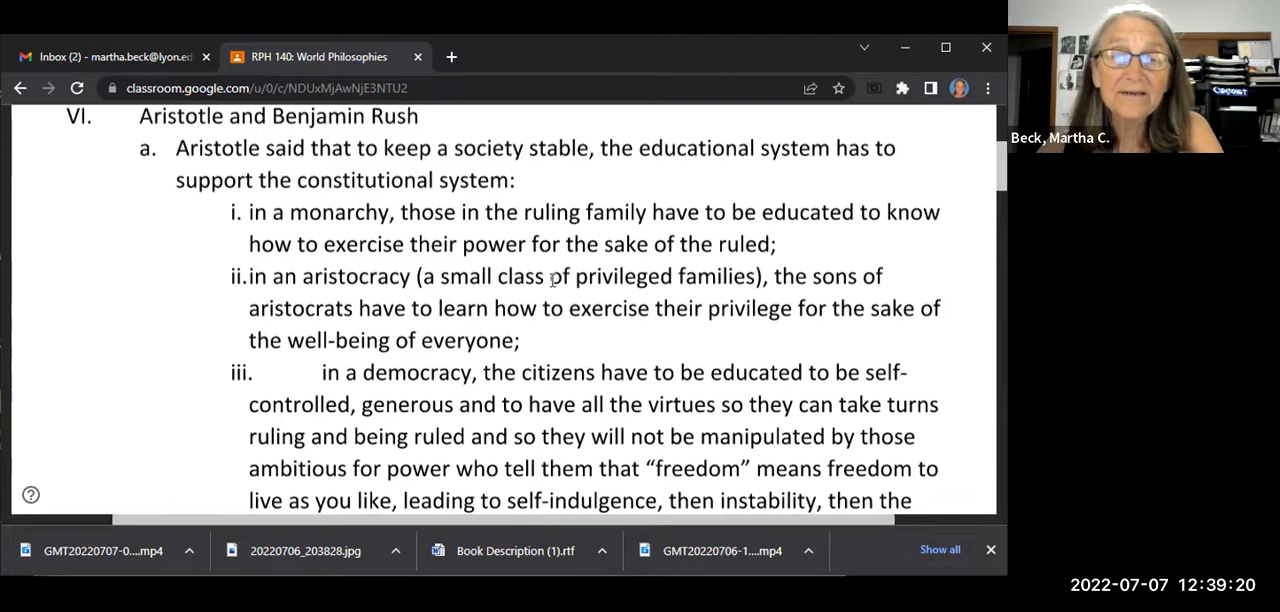 Inbox (2) - martha.beck@lyon.ed
RPH 140: World Philosophies
classroom.google.com/u/0/c/NDUxMjAwNjE3NTU2
Beck, Martha C.
VI. Aristotle and Benjamin Rush
a. Aristotle said that to keep a society stable, the educational system has to
support the constitutional system:
i. in a monarchy, those in the ruling family have to be educated to know
how to exercise their power for the sake of the ruled;
ii. in an aristocracy (a small class of privileged families), the sons of
aristocrats have to learn how to exercise their privilege for the sake of
the well-being of everyone;
iii. in a democracy, the citizens have to be educated to be self-
controlled, generous and to have all the virtues so they can take turns
ruling and being ruled and so they will not be manipulated by those
ambitious for power who tell them that “freedom” means freedom to
live as you like, leading to self-indulgence, then instability, then the
GMT20220707-0....mp4
20220706_203828.jpg
Book Description (1).rtf
GMT20220706-1....mp4
Show all
2022-07-07 12:39:20